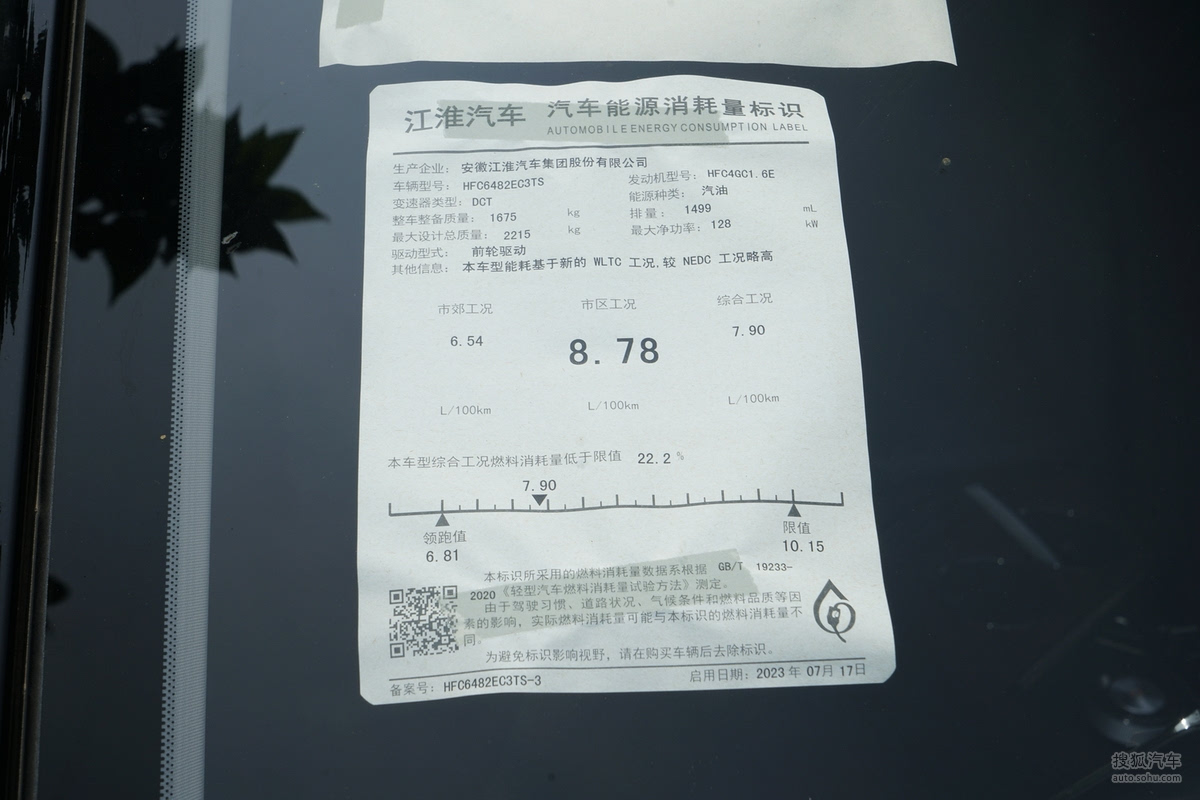 江淮汽车 汽车能源消耗量标识
AUTOMOBILE ENERGY CONSUMPTION LABEL
生产企业: 安徽江淮汽车集团股份有限公司
车辆型号: HFC6482EC3TS 发动机型号: HFC4GC1.6E
变速器类型: DCT 能源种类: 汽油
整车整备质量: 1675 kg 排量: 1499 mL
最大设计总质量: 2215 kg 最大净功率: 128 kW
驱动型式: 前轮驱动
其他信息: 本车型能耗基于新的 WLTC 工况,较 NEDC 工况略高
市郊工况 市区工况 综合工况
6.54 8.78 7.90
L/100km L/100km L/100km
本车型综合工况燃料消耗量低于限值 22.2 %
7.90
领跑值 限值
6.81 10.15
本标识所采用的燃料消耗量数据系根据 GB/T 19233-
2020《轻型汽车燃料消耗量试验方法》测定。
由于驾驶习惯、道路状况、气候条件和燃料品质等因
素的影响,实际燃料消耗量可能与本标识的燃料消耗量不
同。
为避免标识影响视野,请在购买车辆后去除标识。
备案号: HFC6482EC3TS-3 启用日期: 2023 年 07月 17日
搜狐汽车
auto.sohu.com